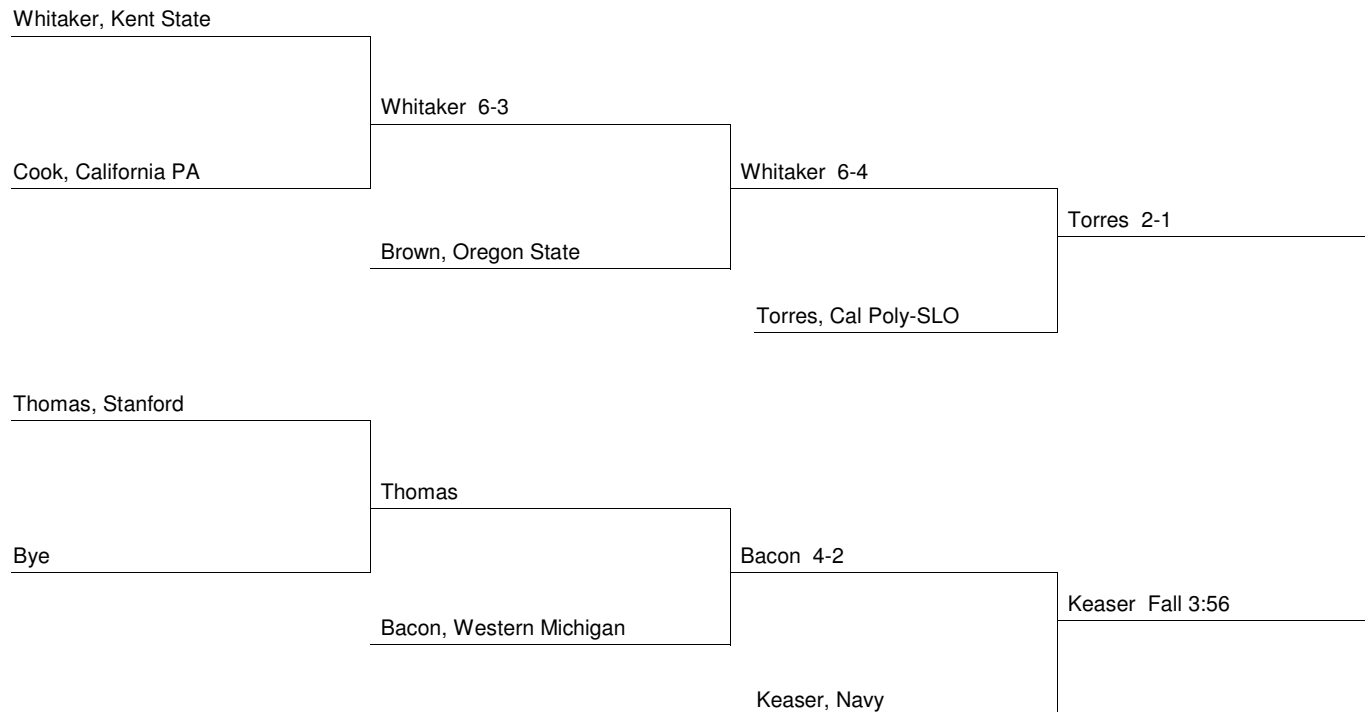 Whitaker, Kent State
Whitaker  6-3
Cook, California PA
Whitaker  6-4
Torres  2-1
Brown, Oregon State
Torres, Cal Poly-SLO
Thomas, Stanford
Thomas
Bye
Bacon  4-2
Keaser  Fall 3:56
Bacon, Western Michigan
Keaser, Navy